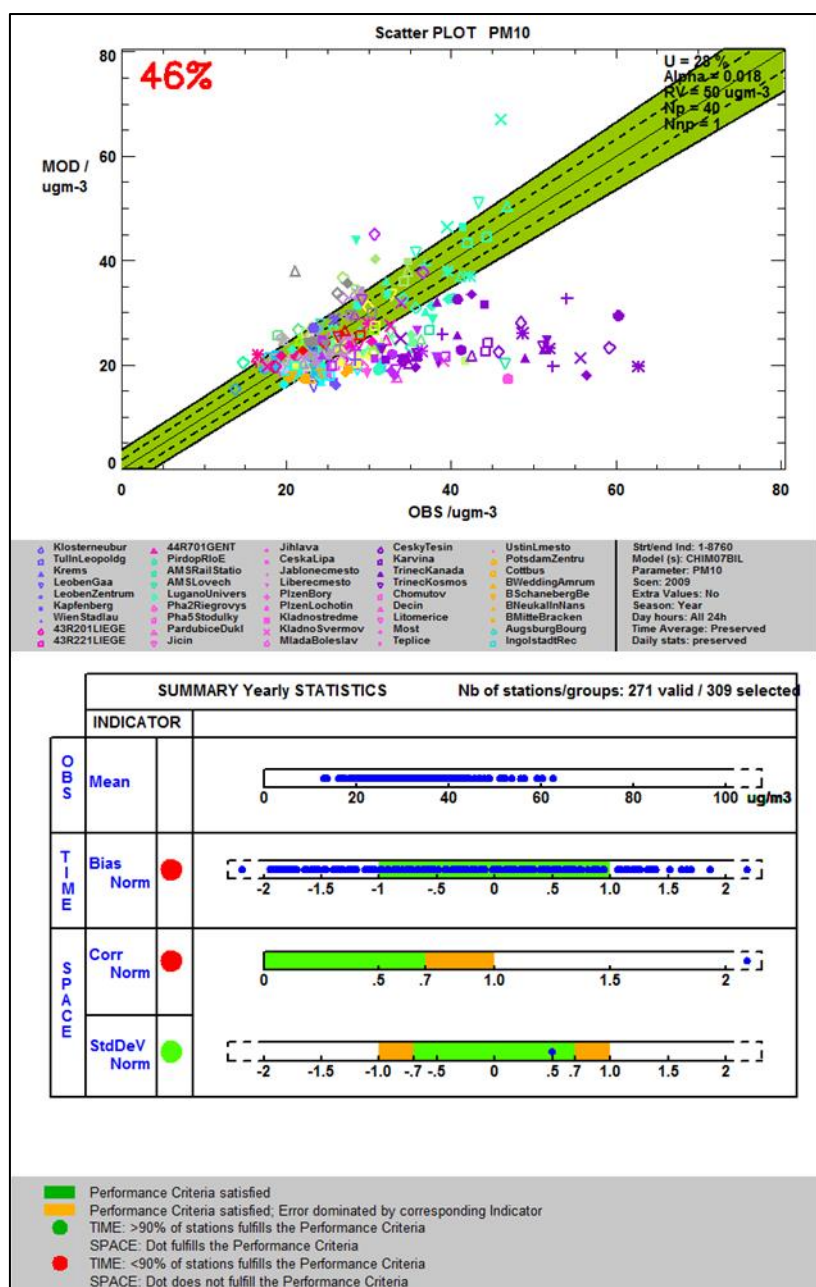 Scatter PLOT PM10
46%
U = 28 %
Alpha = 0.018
RV = 50 ugm-3
Np = 40
Nnp = 1
80
60
40
20
0
MOD /
ugm-3
0 20 40 60 80
OBS /ugm-3
Klosterneubur 44R701GENT Jihlava CeskyTesin UstinLmesto Strt/end Ind: 1-8760
TullnLeopoldg PirdopRIoE CeskaLipa Karvina PotsdamZentru Model (s): CHIM07BIL
Krems AMSRailStatio Jablonecmesto TrinecKanada Cottbus Parameter: PM10
LeobenGaa AMSLovech Liberecmesto TrinecKosmos BWeddingAmrum Scen: 2009
LeobenZentrum LuganoUnivers PlzenBory Chomutov BSchanebergBe Extra Values: No
Kapfenberg Pha2Riegrovys PlzenLochotin Decin BNeukallnNans Season: Year
WienStadlau Pha5Stodulky Kladnostredme Litomerice BMitteBracken Day hours: All 24h
43R201LIEGE PardubiceDukl KladnoSvermov Most AugsburgBourg Time Average: Preserved
43R221LIEGE Jicin MladaBoleslav Teplice IngolstadtRec Daily stats: preserved
SUMMARY Yearly STATISTICS Nb of stations/groups: 271 valid / 309 selected
INDICATOR
OBS
Mean
0 20 40 60 80 100 ug/m3
TIME
Bias
Norm
-2 -1.5 -1 -.5 0 .5 1.0 1.5 2
SPACE
Corr
Norm
0 .5 .7 1.0 1.5 2
StdDeV
Norm
-2 -1.5 -1.0 -.7 -.5 0 .5 .7 1.0 1.5 2
Performance Criteria satisfied
Performance Criteria satisfied; Error dominated by corresponding Indicator
TIME: >90% of stations fulfills the Performance Criteria
SPACE: Dot fulfills the Performance Criteria
TIME: <90% of stations fulfills the Performance Criteria
SPACE: Dot does not fulfill the Performance Criteria